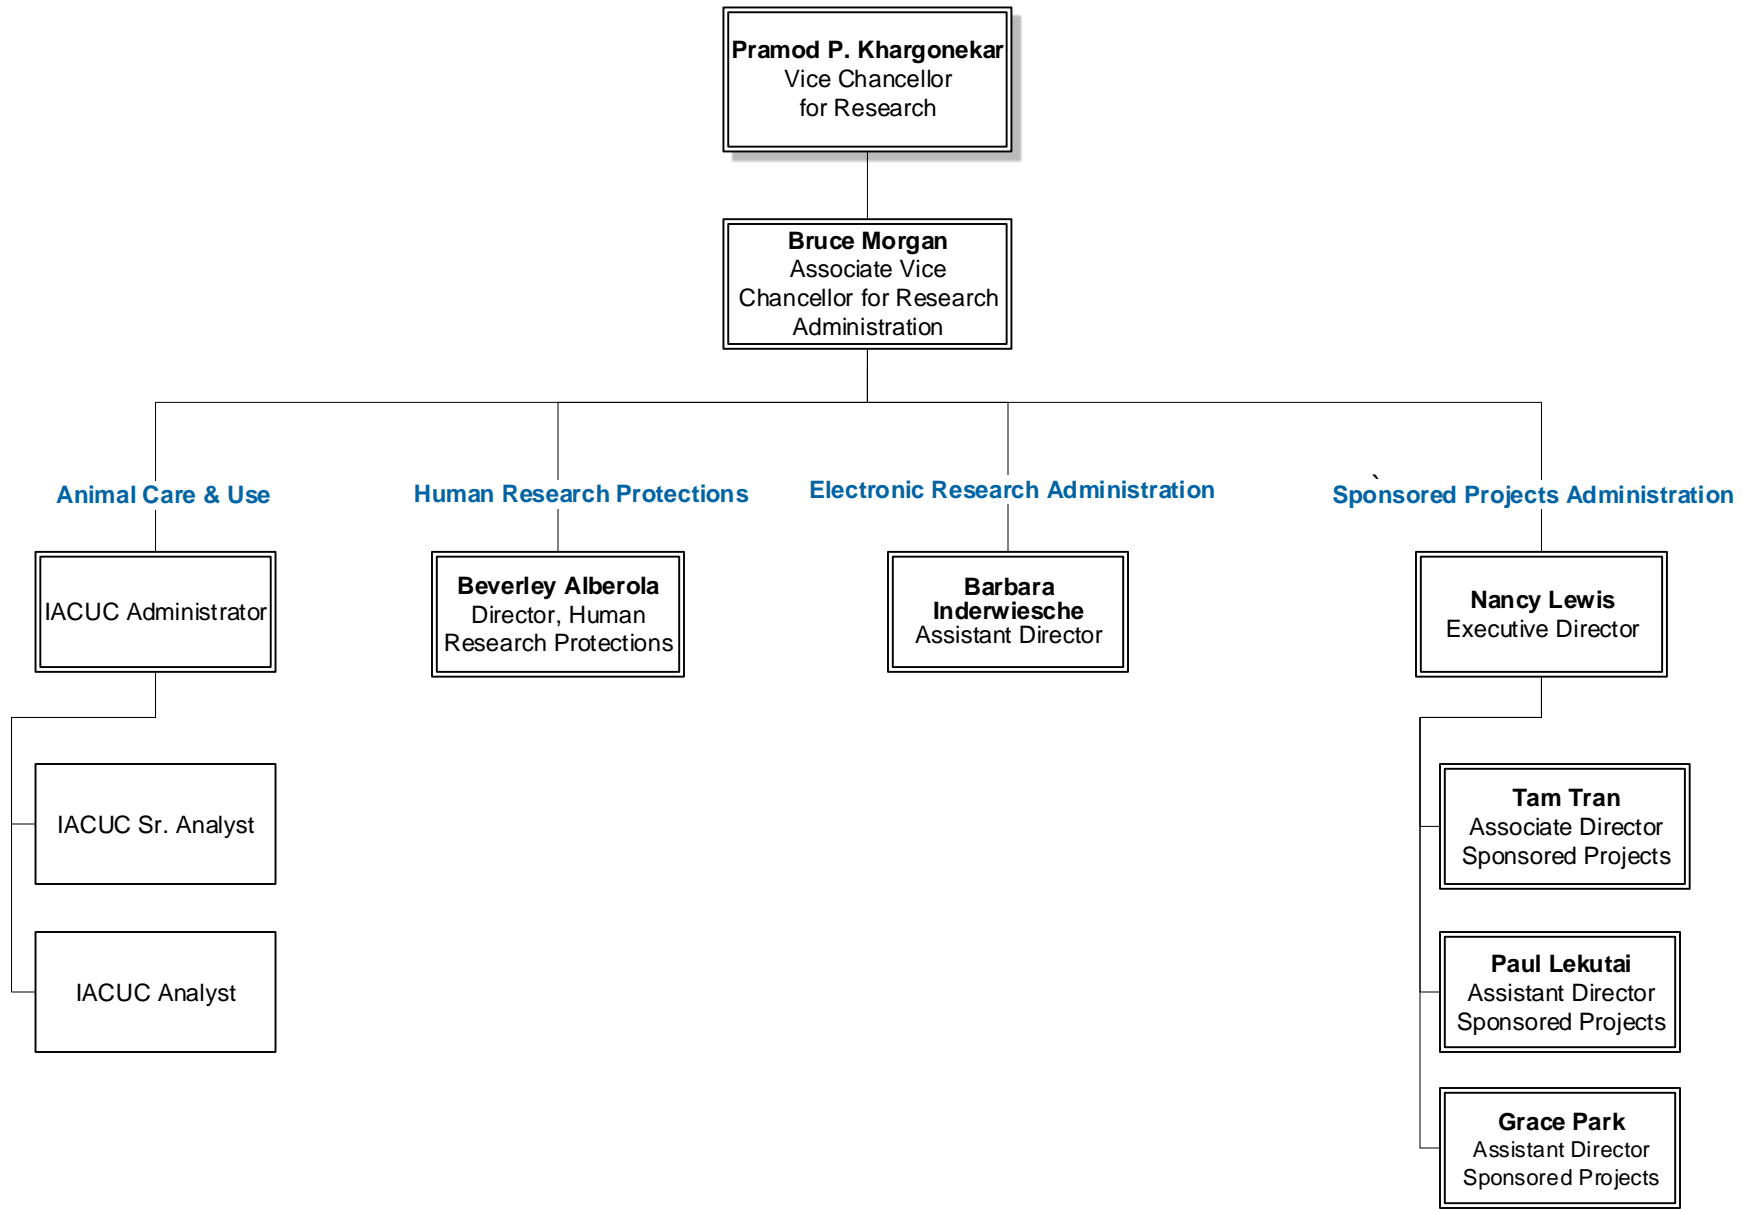 Pramod P. Khargonekar
Vice Chancellor
for Research
Bruce Morgan
Associate Vice
Chancellor for Research
Administration
Animal Care & Use
Human Research Protections
Electronic Research Administration
`
Sponsored Projects Administration
IACUC Administrator
Beverley Alberola
Director, Human
Research Protections
Barbara
Inderwiesche
Assistant Director
Nancy Lewis
Executive Director
IACUC Sr. Analyst
IACUC Analyst
Tam Tran
Associate Director
Sponsored Projects
Paul Lekutai
Assistant Director
Sponsored Projects
Grace Park
Assistant Director
Sponsored Projects